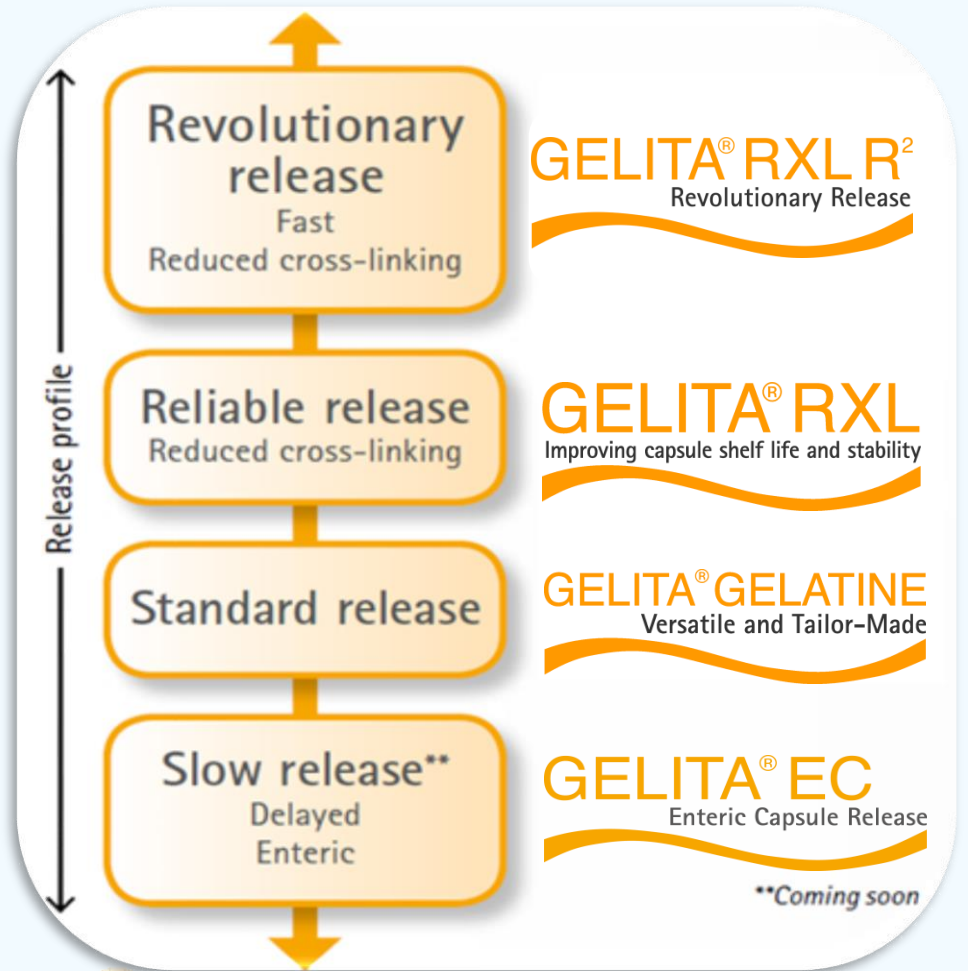 Release profile
Revolutionary
release
Fast
Reduced cross-linking
GELITA® RXL R²
Revolutionary Release
Reliable release
Reduced cross-linking
GELITA® RXL
Improving capsule shelf life and stability
Standard release
GELITA® GELATINE
Versatile and Tailor-Made
Slow release**
Delayed
Enteric
GELITA® EC
Enteric Capsule Release
**Coming soon